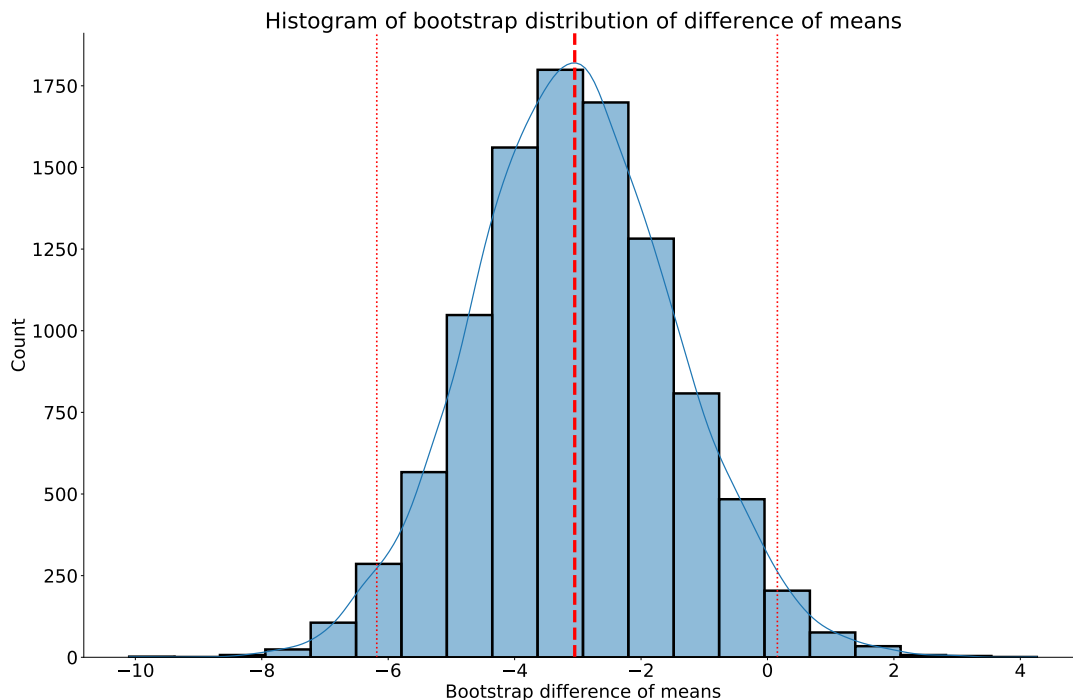 Histogram of bootstrap distribution of difference of means
1750
1500
1250
1000
750
500
250
0
Count
−10 −8 −6 −4 −2 0 2 4
Bootstrap difference of means